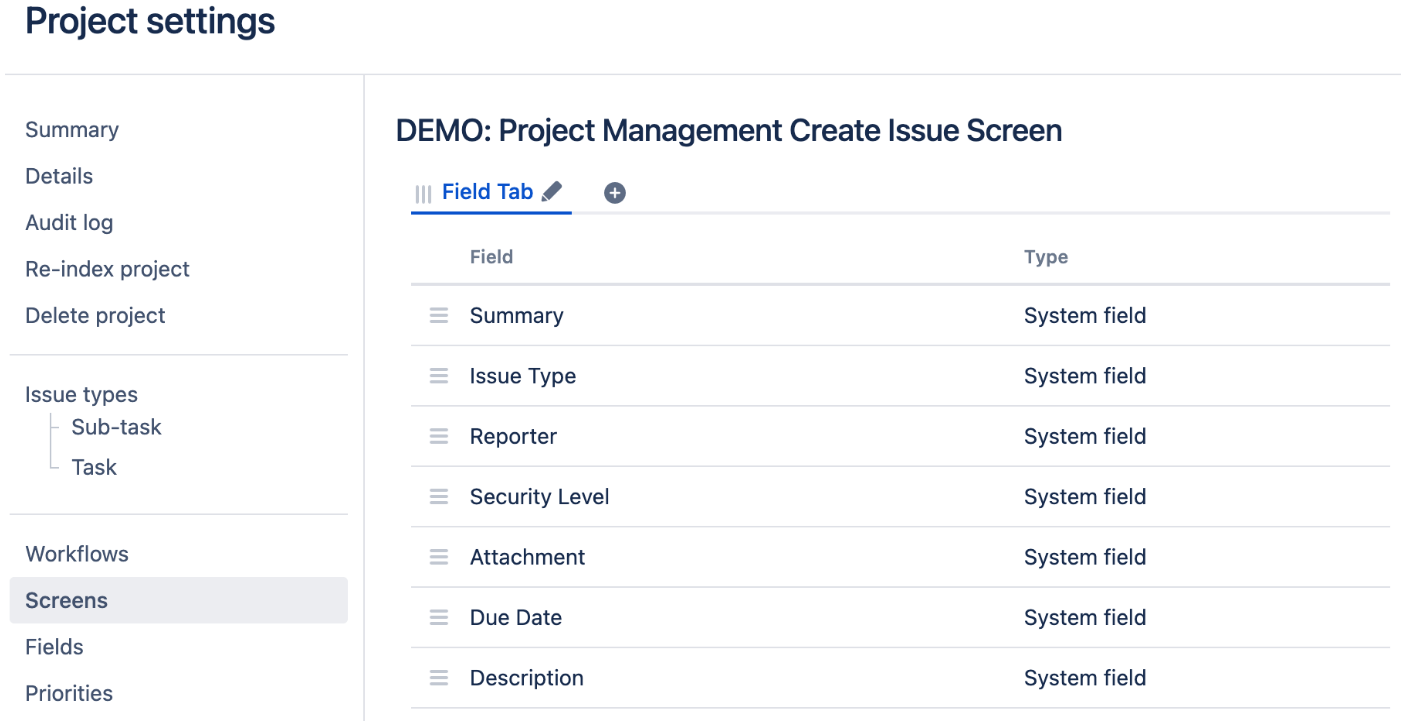 Project settings
Summary
Details
Audit log
Re-index project
Delete project
Issue types
Sub-task
Task
Workflows
Screens
Fields
Priorities
DEMO: Project Management Create Issue Screen
Field Tab
Field Type
Summary System field
Issue Type System field
Reporter System field
Security Level System field
Attachment System field
Due Date System field
Description System field